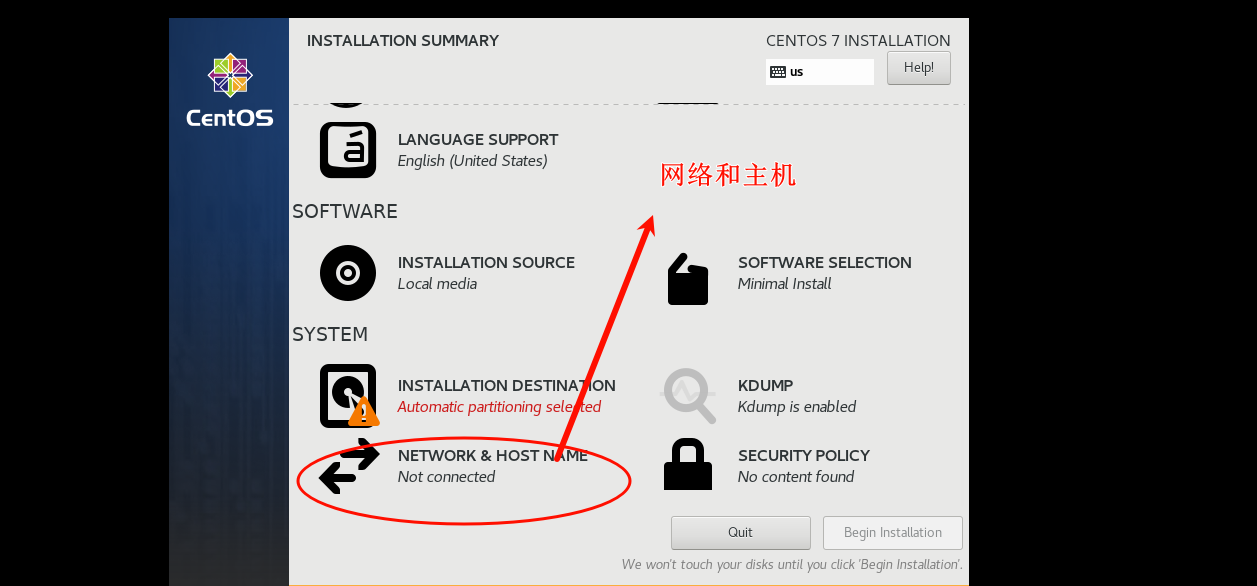 INSTALLATION SUMMARY
CENTOS 7 INSTALLATION
us
Help!
CentOS
LANGUAGE SUPPORT
English (United States)
网络和主机
SOFTWARE
INSTALLATION SOURCE
Local media
SOFTWARE SELECTION
Minimal Install
SYSTEM
INSTALLATION DESTINATION
Automatic partitioning selected
KDUMP
Kdump is enabled
NETWORK & HOST NAME
Not connected
SECURITY POLICY
No content found
Quit
Begin Installation
We won't touch your disks until you click 'Begin Installation'.